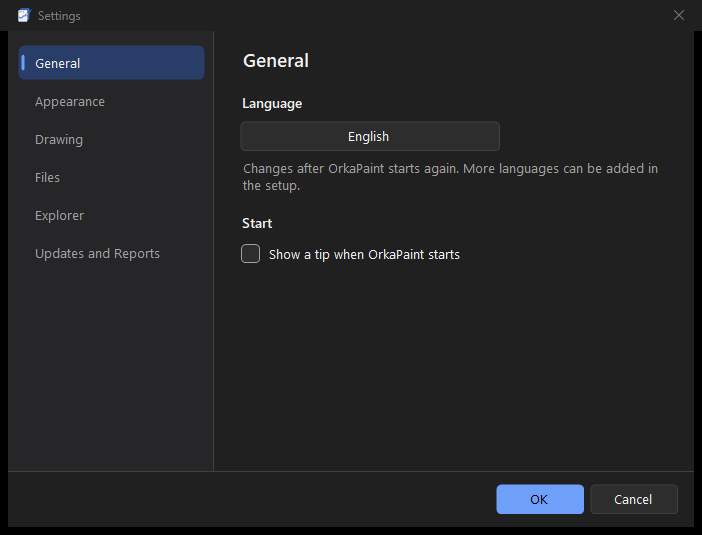 Settings
General
Appearance
Drawing
Files
Explorer
Updates and Reports
General
Language
English
Changes after OrkaPaint starts again. More languages can be added in
the setup.
Start
Show a tip when OrkaPaint starts
OK
Cancel